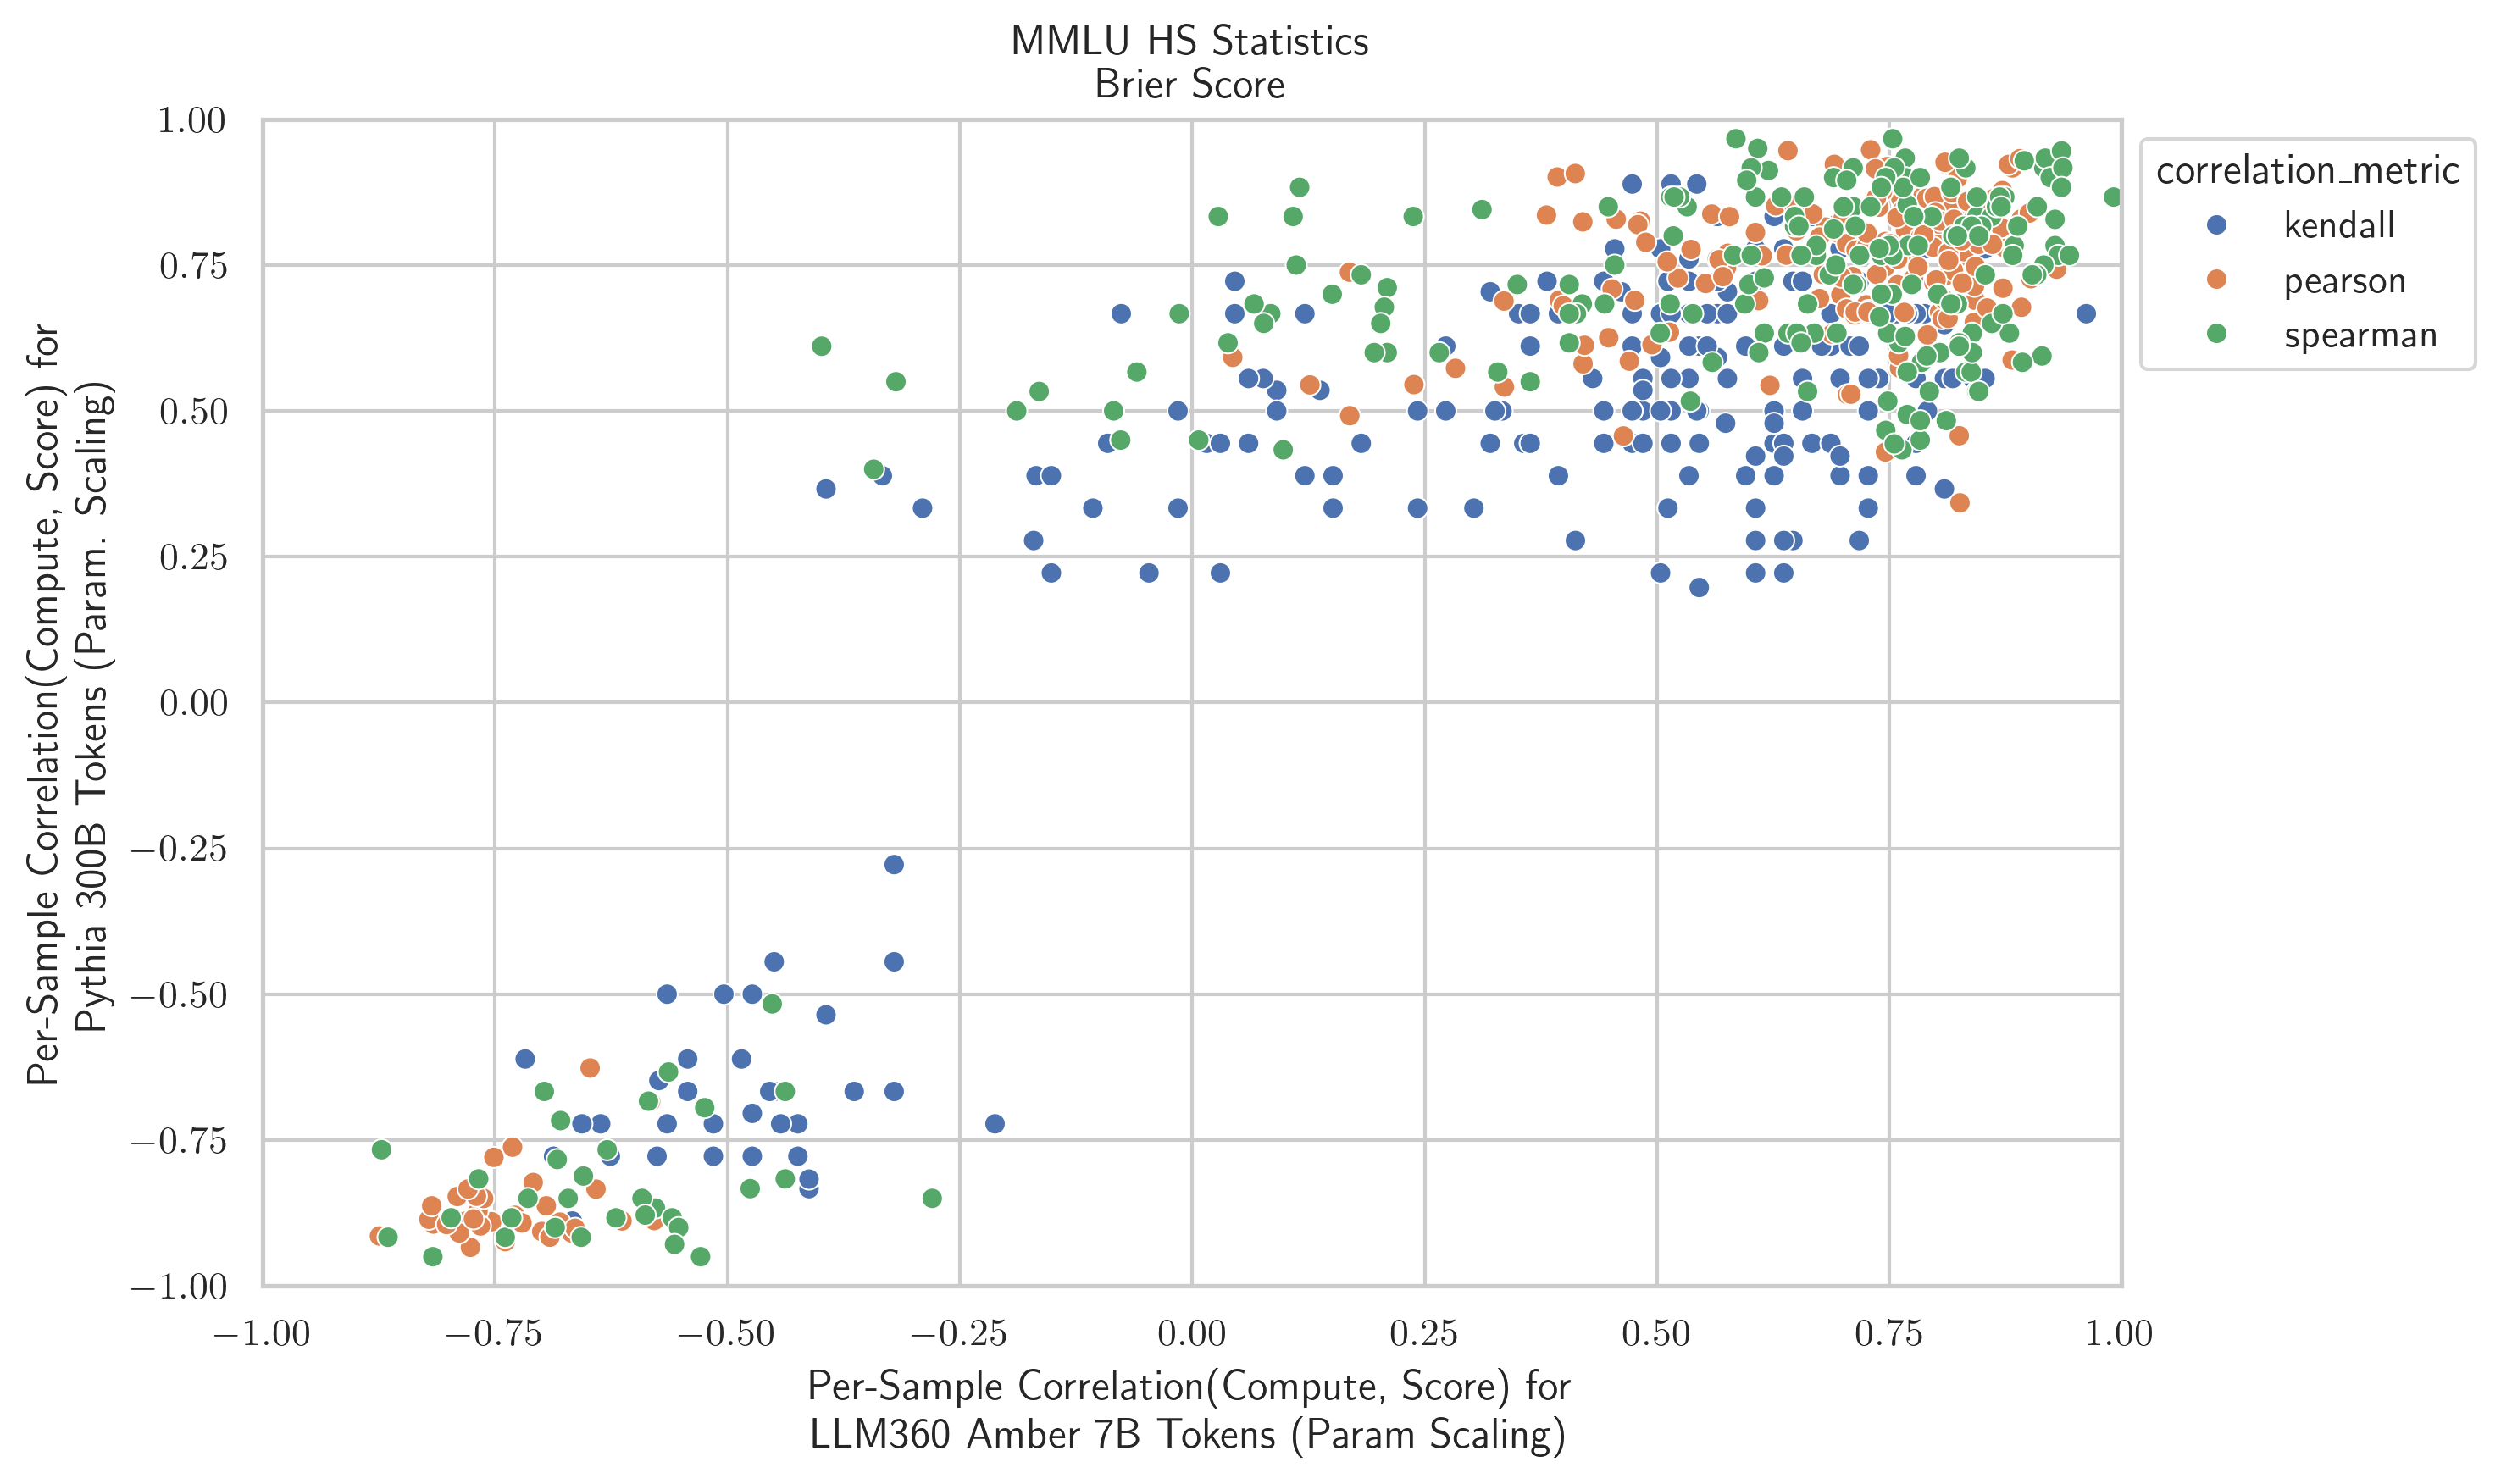 MMLU HS Statistics
Brier Score
Per-Sample Correlation(Compute, Score) for
Pythia 300B Tokens (Param. Scaling)
1.00
0.75
0.50
0.25
0.00
−0.25
−0.50
−0.75
−1.00
correlation_metric
kendall
pearson
spearman
−1.00 −0.75 −0.50 −0.25 0.00 0.25 0.50 0.75 1.00
Per-Sample Correlation(Compute, Score) for
LLM360 Amber 7B Tokens (Param Scaling)